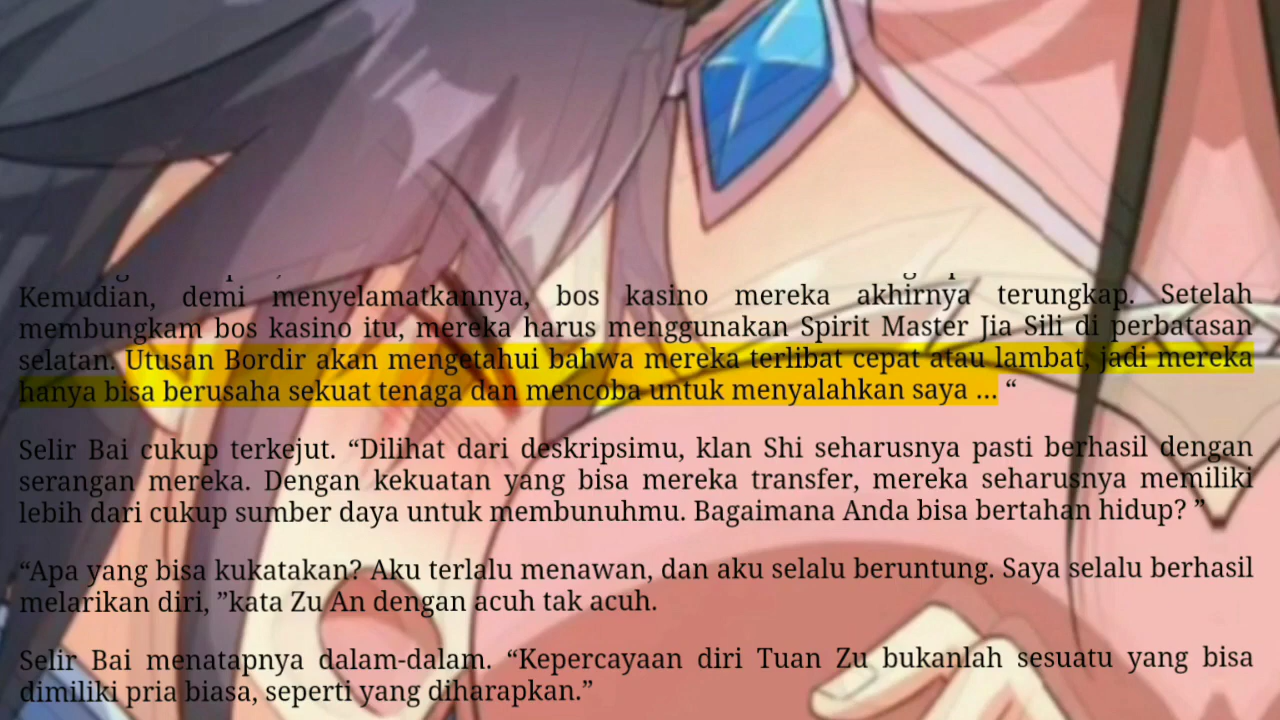 Kemudian, demi menyelamatkannya, bos kasino mereka akhirnya terungkap. Setelah
membungkam bos kasino itu, mereka harus menggunakan Spirit Master Jia Sili di perbatasan
selatan. Utusan Bordir akan mengetahui bahwa mereka terlibat cepat atau lambat, jadi mereka
hanya bisa berusaha sekuat tenaga dan mencoba untuk menyalahkan saya ... “
Selir Bai cukup terkejut. “Dilihat dari deskripsimu, klan Shi seharusnya pasti berhasil dengan
serangan mereka. Dengan kekuatan yang bisa mereka transfer, mereka seharusnya memiliki
lebih dari cukup sumber daya untuk membunuhmu. Bagaimana Anda bisa bertahan hidup? ”
“Apa yang bisa kukatakan? Aku terlalu menawan, dan aku selalu beruntung. Saya selalu berhasil
melarikan diri, ”kata Zu An dengan acuh tak acuh.
Selir Bai menatapnya dalam-dalam. “Kepercayaan diri Tuan Zu bukanlah sesuatu yang bisa
dimiliki pria biasa, seperti yang diharapkan.”